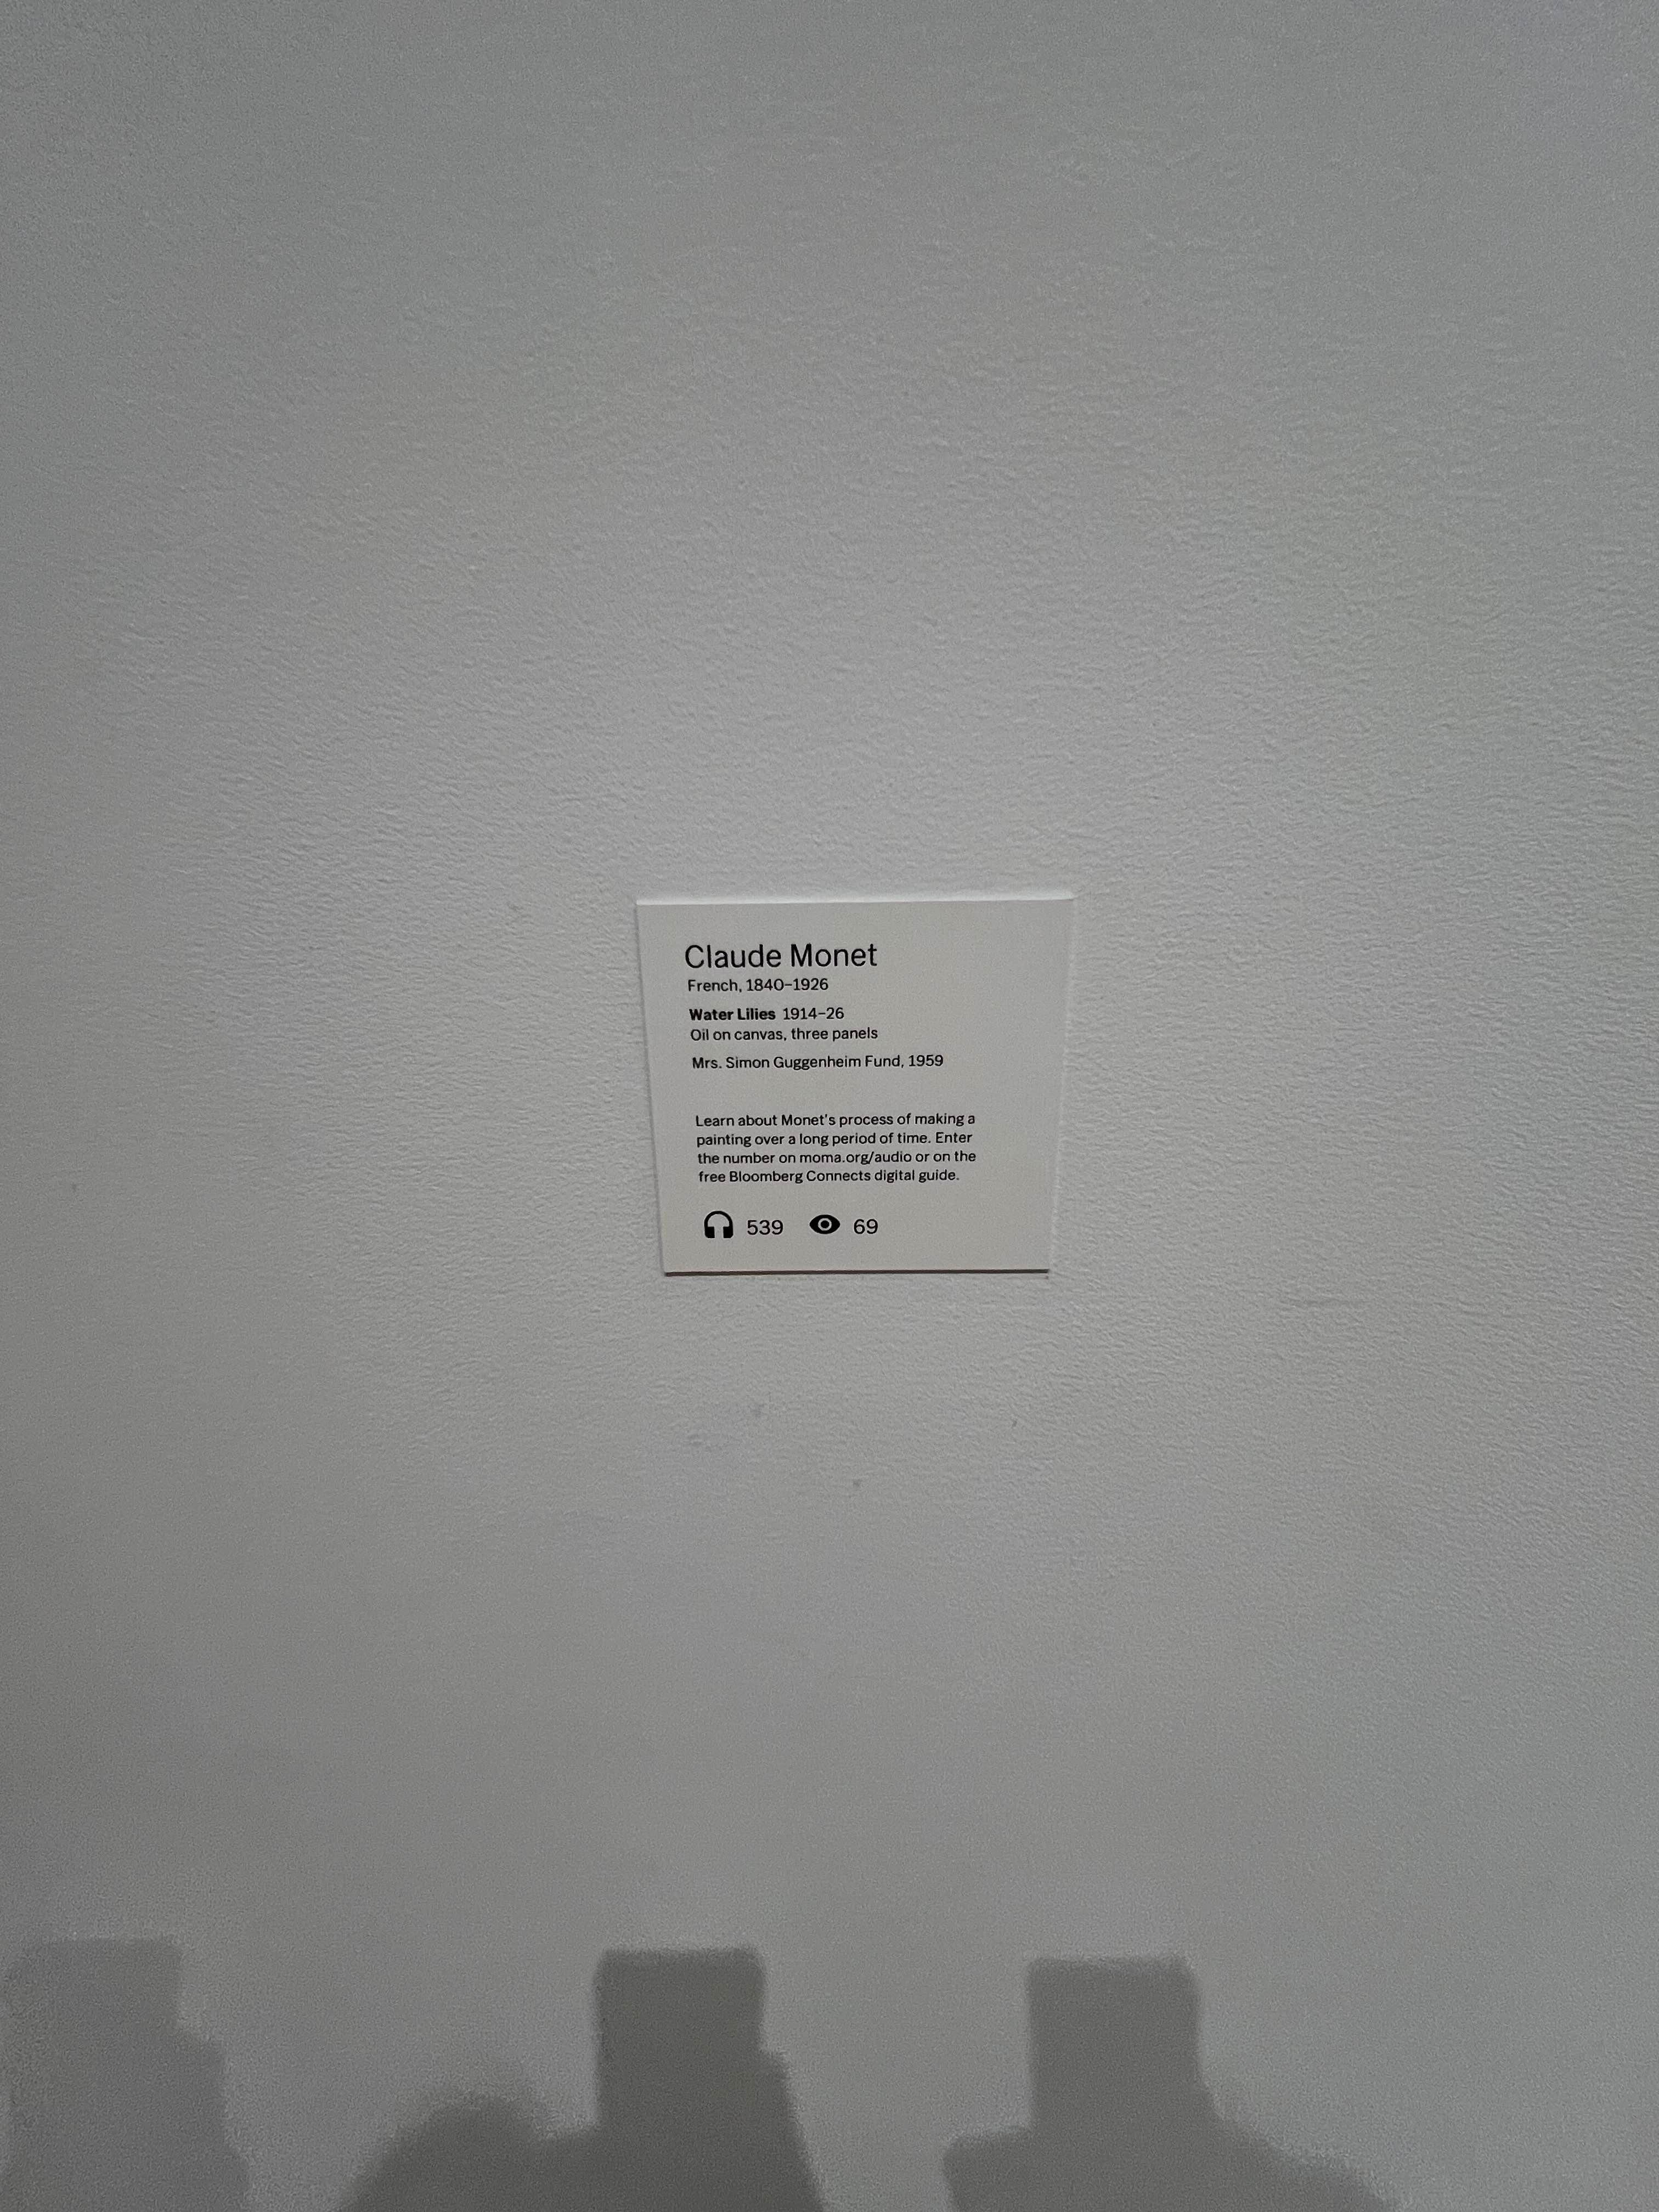 Claude Monet
French, 1840–1926
Water Lilies 1914–26
Oil on canvas, three panels
Mrs. Simon Guggenheim Fund, 1959
Learn about Monet's process of making a
painting over a long period of time. Enter
the number on moma.org/audio or on the
free Bloomberg Connects digital guide.
539 69